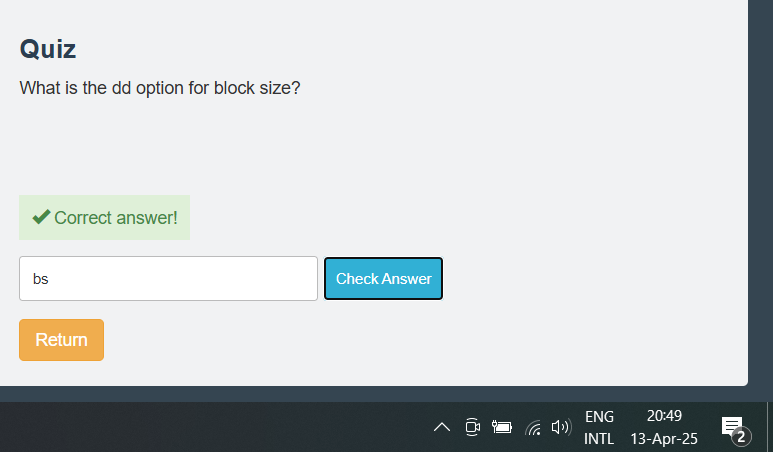 Quiz
What is the dd option for block size?
Correct answer!
bs
Check Answer
Return
ENG
INTL
20:49
13-Apr-25
2